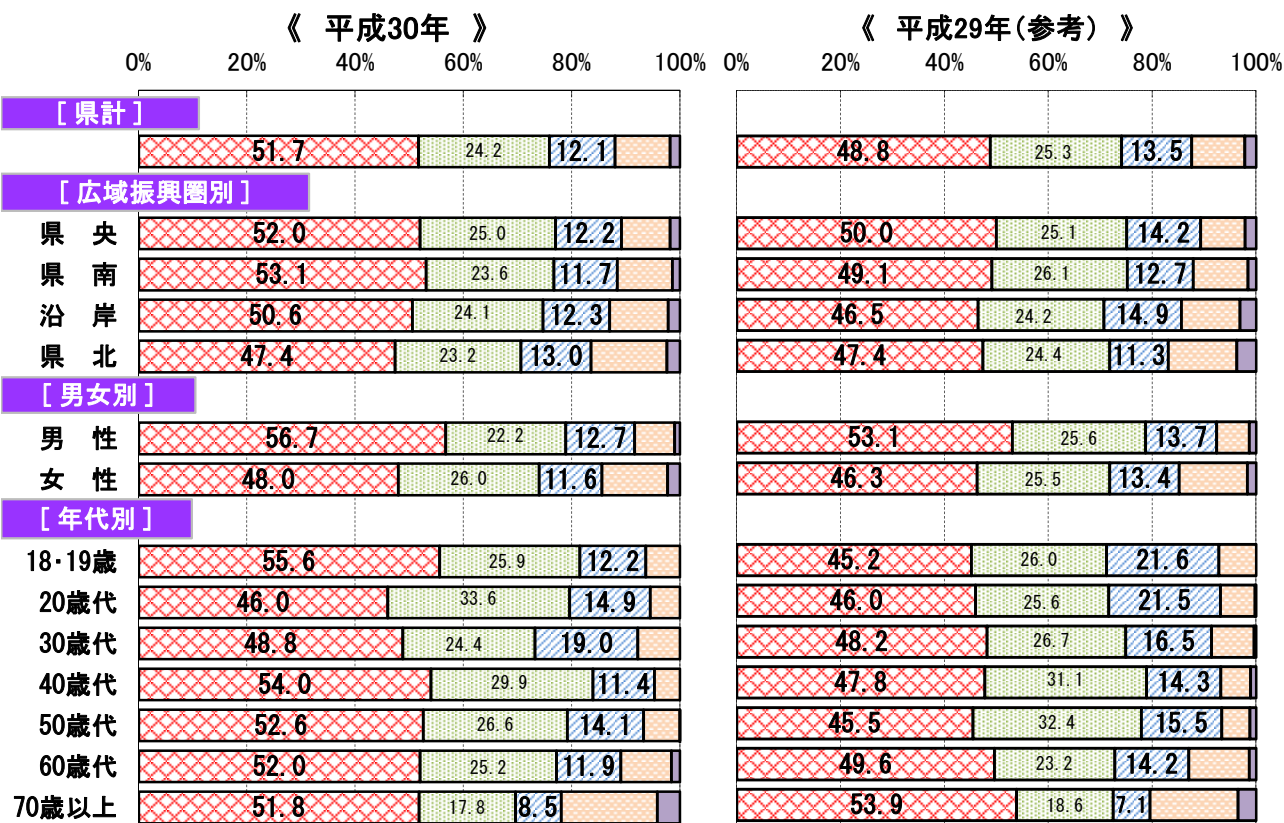 《 平成30年 》 《 平成29年(参考) 》
0% 20% 40% 60% 80% 100% 0% 20% 40% 60% 80% 100%
[ 県計 ]
51.7 24.2 12.1 48.8 25.3 13.5
[ 広域振興圏別 ]
県 央 52.0 25.0 12.2 50.0 25.1 14.2
県 南 53.1 23.6 11.7 49.1 26.1 12.7
沿 岸 50.6 24.1 12.3 46.5 24.2 14.9
県 北 47.4 23.2 13.0 47.4 24.4 11.3
[ 男女別 ]
男 性 56.7 22.2 12.7 53.1 25.6 13.7
女 性 48.0 26.0 11.6 46.3 25.5 13.4
[ 年代別 ]
18・19歳 55.6 25.9 12.2 45.2 26.0 21.6
20歳代 46.0 33.6 14.9 46.0 25.6 21.5
30歳代 48.8 24.4 19.0 48.2 26.7 16.5
40歳代 54.0 29.9 11.4 47.8 31.1 14.3
50歳代 52.6 26.6 14.1 45.5 32.4 15.5
60歳代 52.0 25.2 11.9 49.6 23.2 14.2
70歳以上 51.8 17.8 8.5 53.9 18.6 7.1